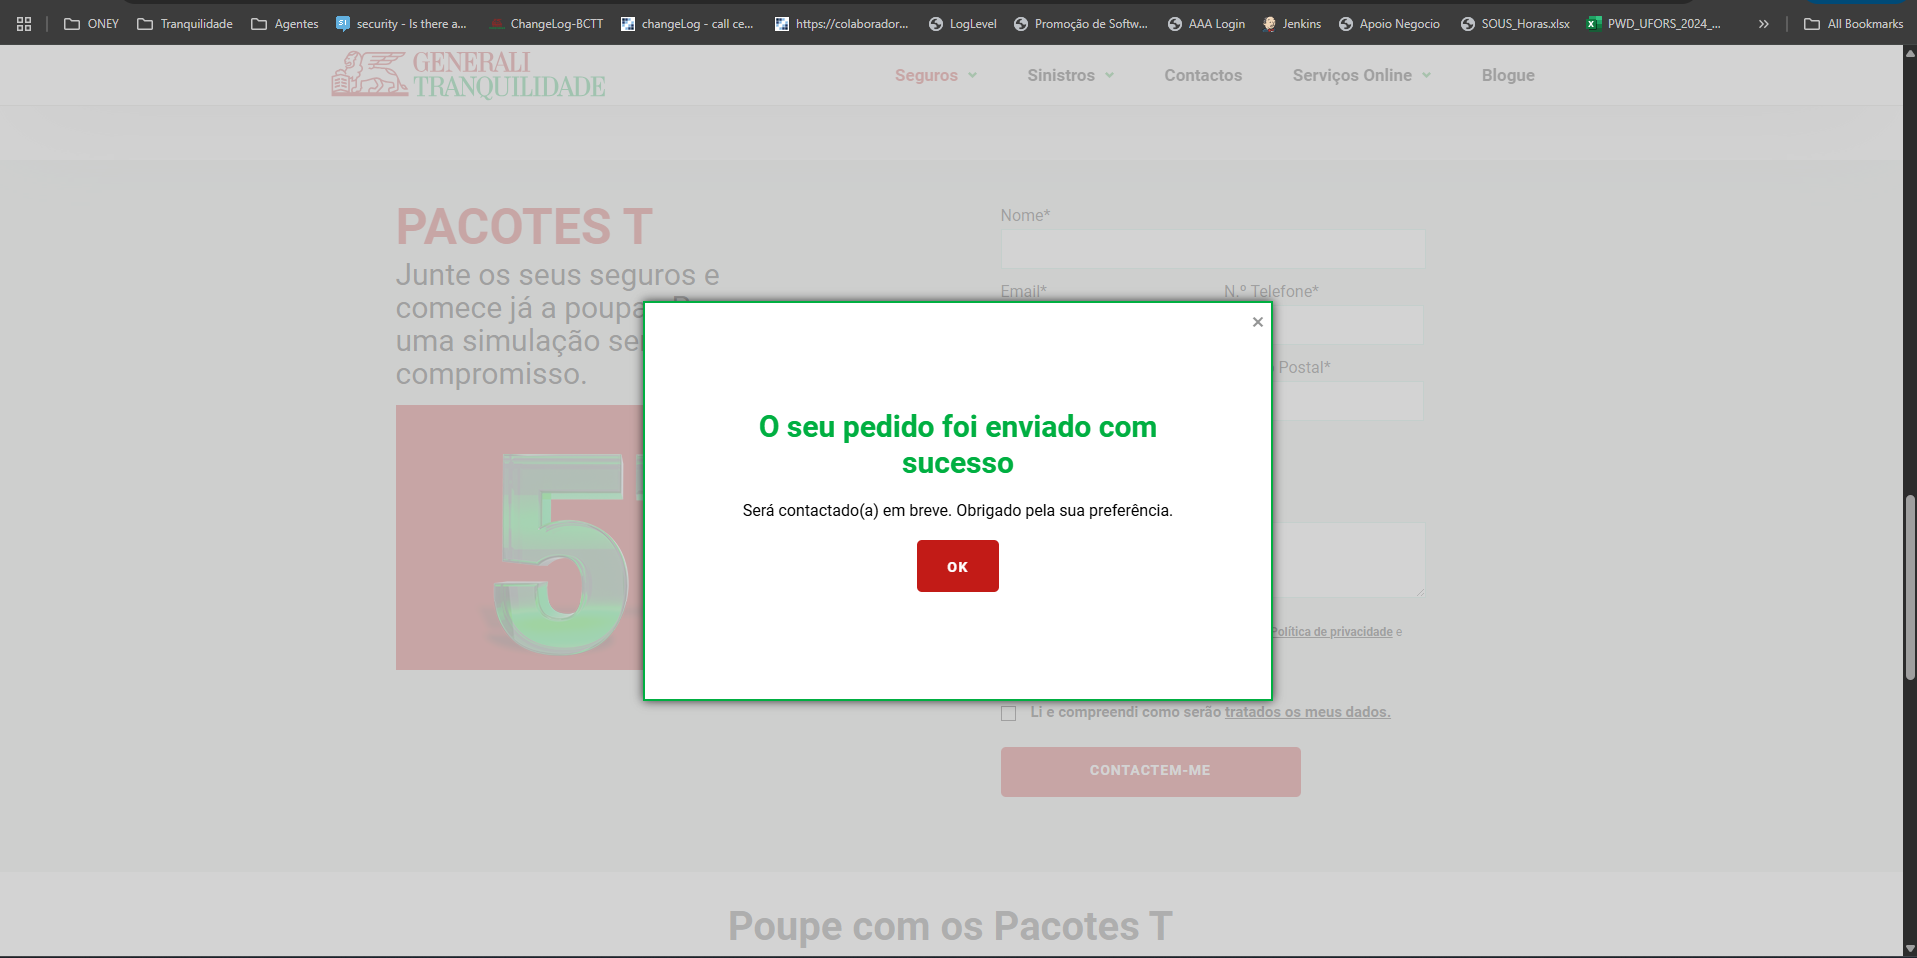 ONEY
Tranquilidade
Agentes
security - Is there a...
ChangeLog-BCTT
changeLog - call ce...
https://colaborador...
LogLevel
Promoção de Softw...
AAA Login
Jenkins
Apoio Negocio
SOUS_Horas.xlsx
PWD_UFORS_2024_...
All Bookmarks
GENERALI
TRANQUILIDADE
Seguros
Sinistros
Contactos
Serviços Online
Blogue
PACOTES T
Junte os seus seguros e
comece já a poupa
uma simulação se
compromisso.
5
Nome*
Email*
N.º Telefone*
Postal*
O seu pedido foi enviado com
sucesso
Será contactado(a) em breve. Obrigado pela sua preferência.
OK
Política de privacidade e
Li e compreendi como serão tratados os meus dados.
CONTACTEM-ME
Poupe com os Pacotes T